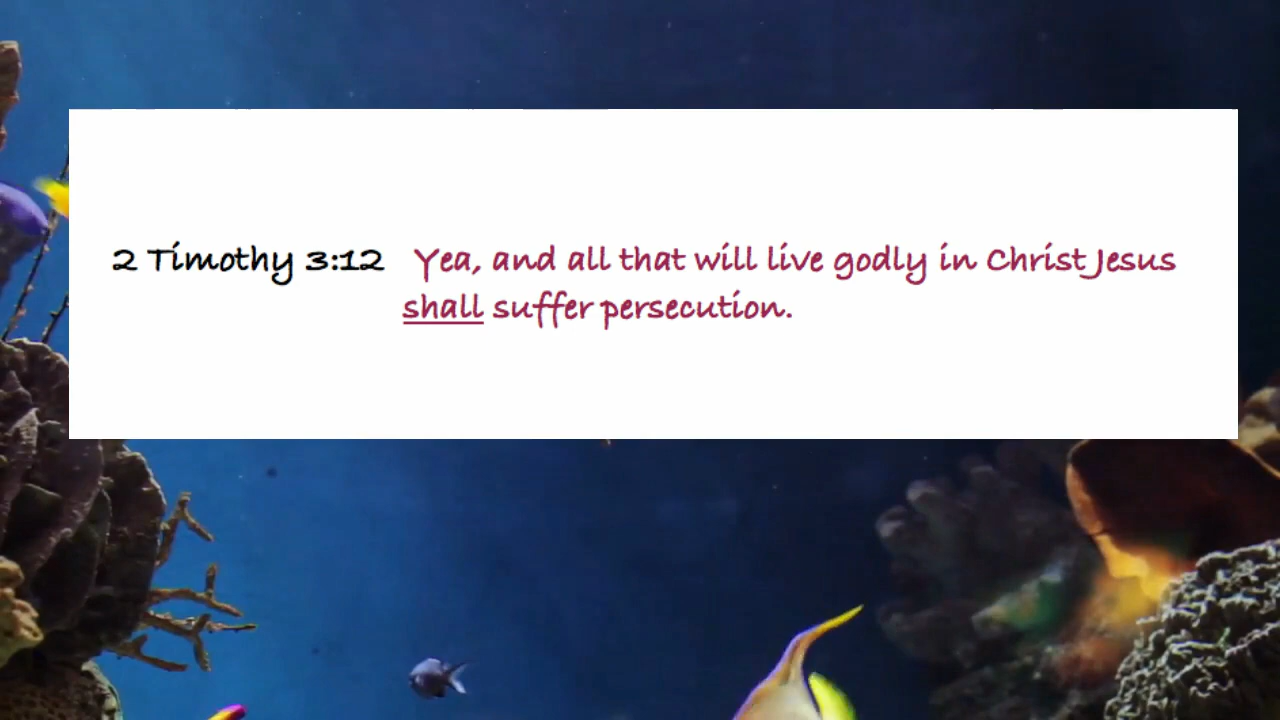 2 Timothy 3:12 Yea, and all that will live godly in Christ Jesus
shall suffer persecution.